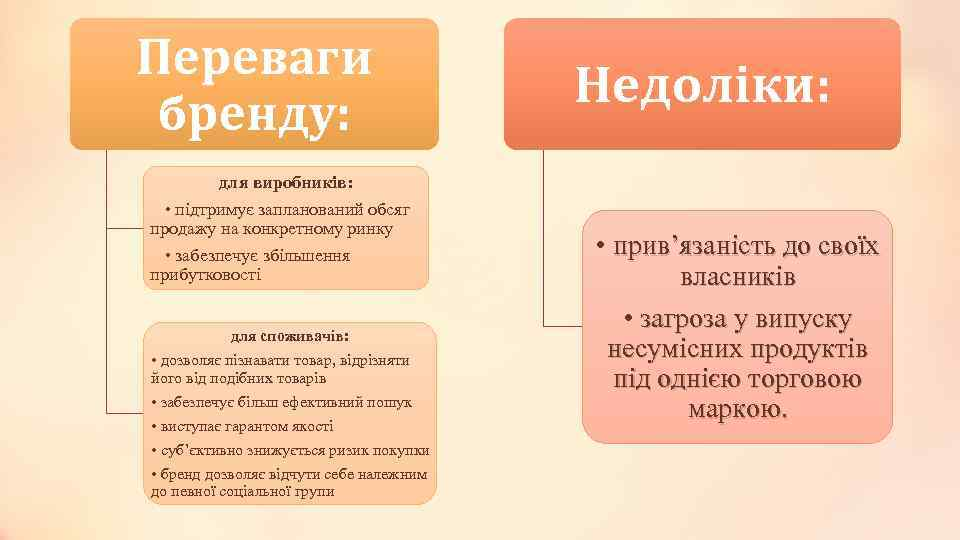 Переваги
бренду:
для виробників:
• підтримує запланований обсяг
продажу на конкретному ринку
• забезпечує збільшення
прибутковості
для споживачів:
• дозволяє пізнавати товар, відрізняти
його від подібних товарів
• забезпечує більш ефективний пошук
• виступає гарантом якості
• суб’єктивно знижується ризик покупки
• бренд дозволяє відчути себе належним
до певної соціальної групи
Недоліки:
• прив’язаність до своїх
власників
• загроза у випуску
несумісних продуктів
під однією торговою
маркою.